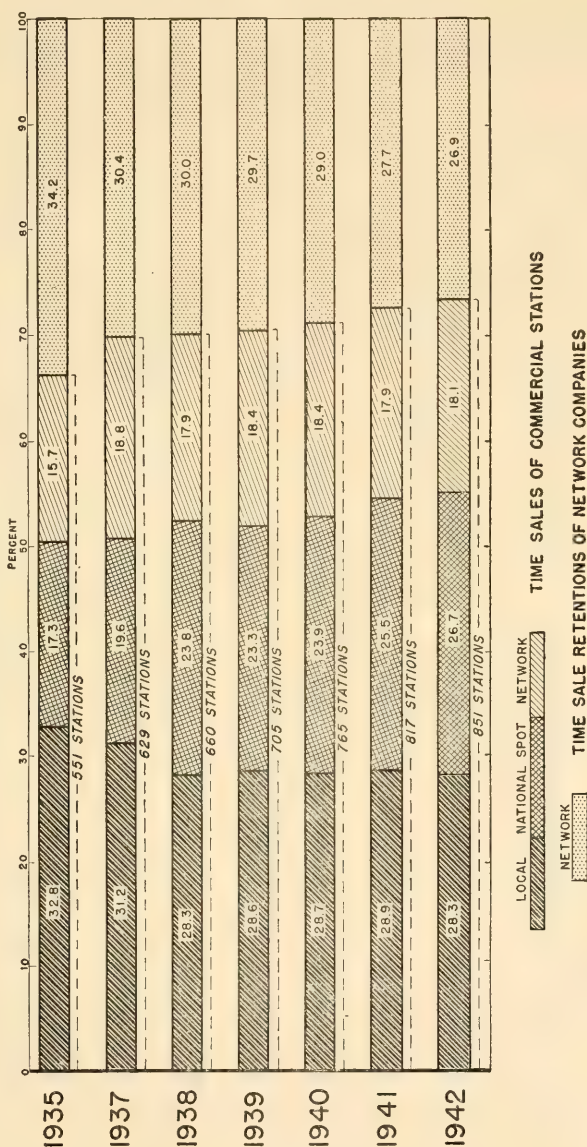 PERCENT
0 10 20 30 40 50 60 70 80 90 100
1935 32.8 17.3 15.7 34.2
551 STATIONS
1937 31.2 19.6 18.8 30.4
629 STATIONS
1938 28.3 23.8 17.9 30.0
660 STATIONS
1939 28.6 23.3 18.4 29.7
705 STATIONS
1940 28.7 23.9 18.4 29.0
765 STATIONS
1941 28.9 25.5 17.9 27.7
817 STATIONS
1942 28.3 26.7 18.1 26.9
851 STATIONS
LOCAL NATIONAL SPOT NETWORK
TIME SALES OF COMMERCIAL STATIONS
NETWORK
TIME SALE RETENTIONS OF NETWORK COMPANIES